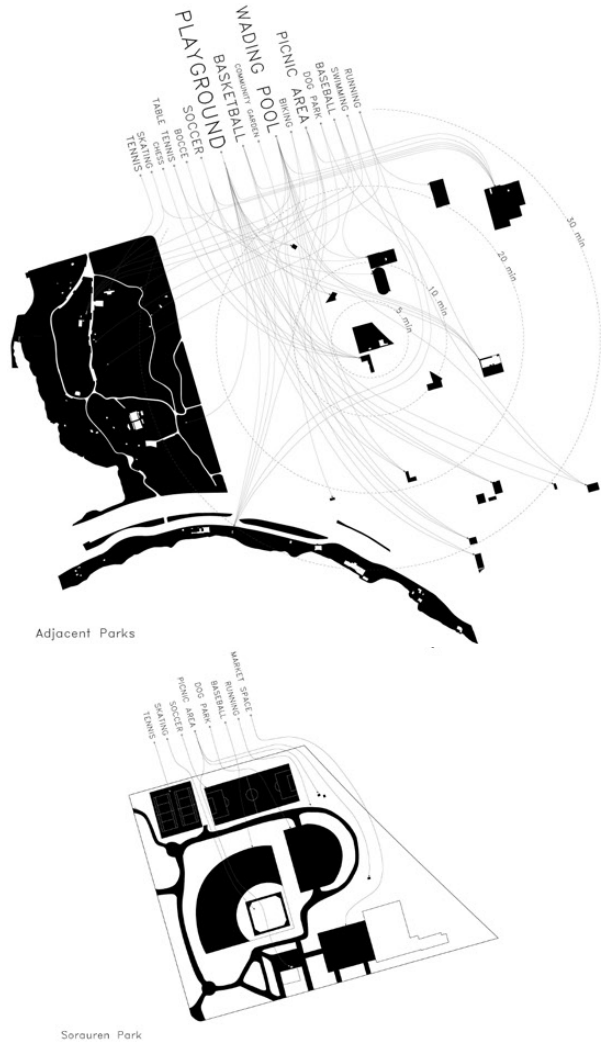 TENNIS
SKATING
CHESS
TABLE TENNIS
BOCCE
SOCCER
PLAYGROUND
BASKETBALL
COMMUNITY GARDEN
WADING POOL
BIKING
PICNIC AREA
DOG PARK
BASEBALL
SWIMMING
RUNNING
5 min
10 min
20 min
30 min
Adjacent Parks
TENNIS
SKATING
SOCCER
PICNIC AREA
DOG PARK
BASEBALL
RUNNING
MARKET SPACE
Sorauren Park